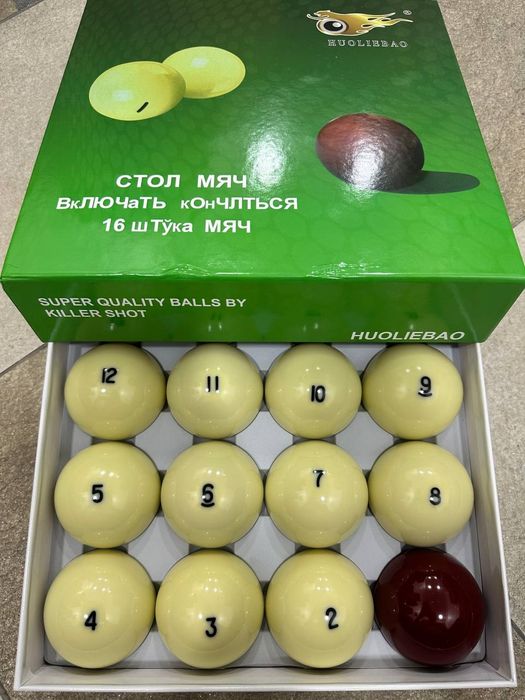 HUOLIEBAO
®
СТОЛ МЯЧ
ВкЛЮЧаТЬ кОнЧЛТЬСЯ
16 шТўка МЯЧ
SUPER QUALITY BALLS BY
KILLER SHOT
HUOLIEBAO
12 11 10 9
5 6 7 8
4 3 2